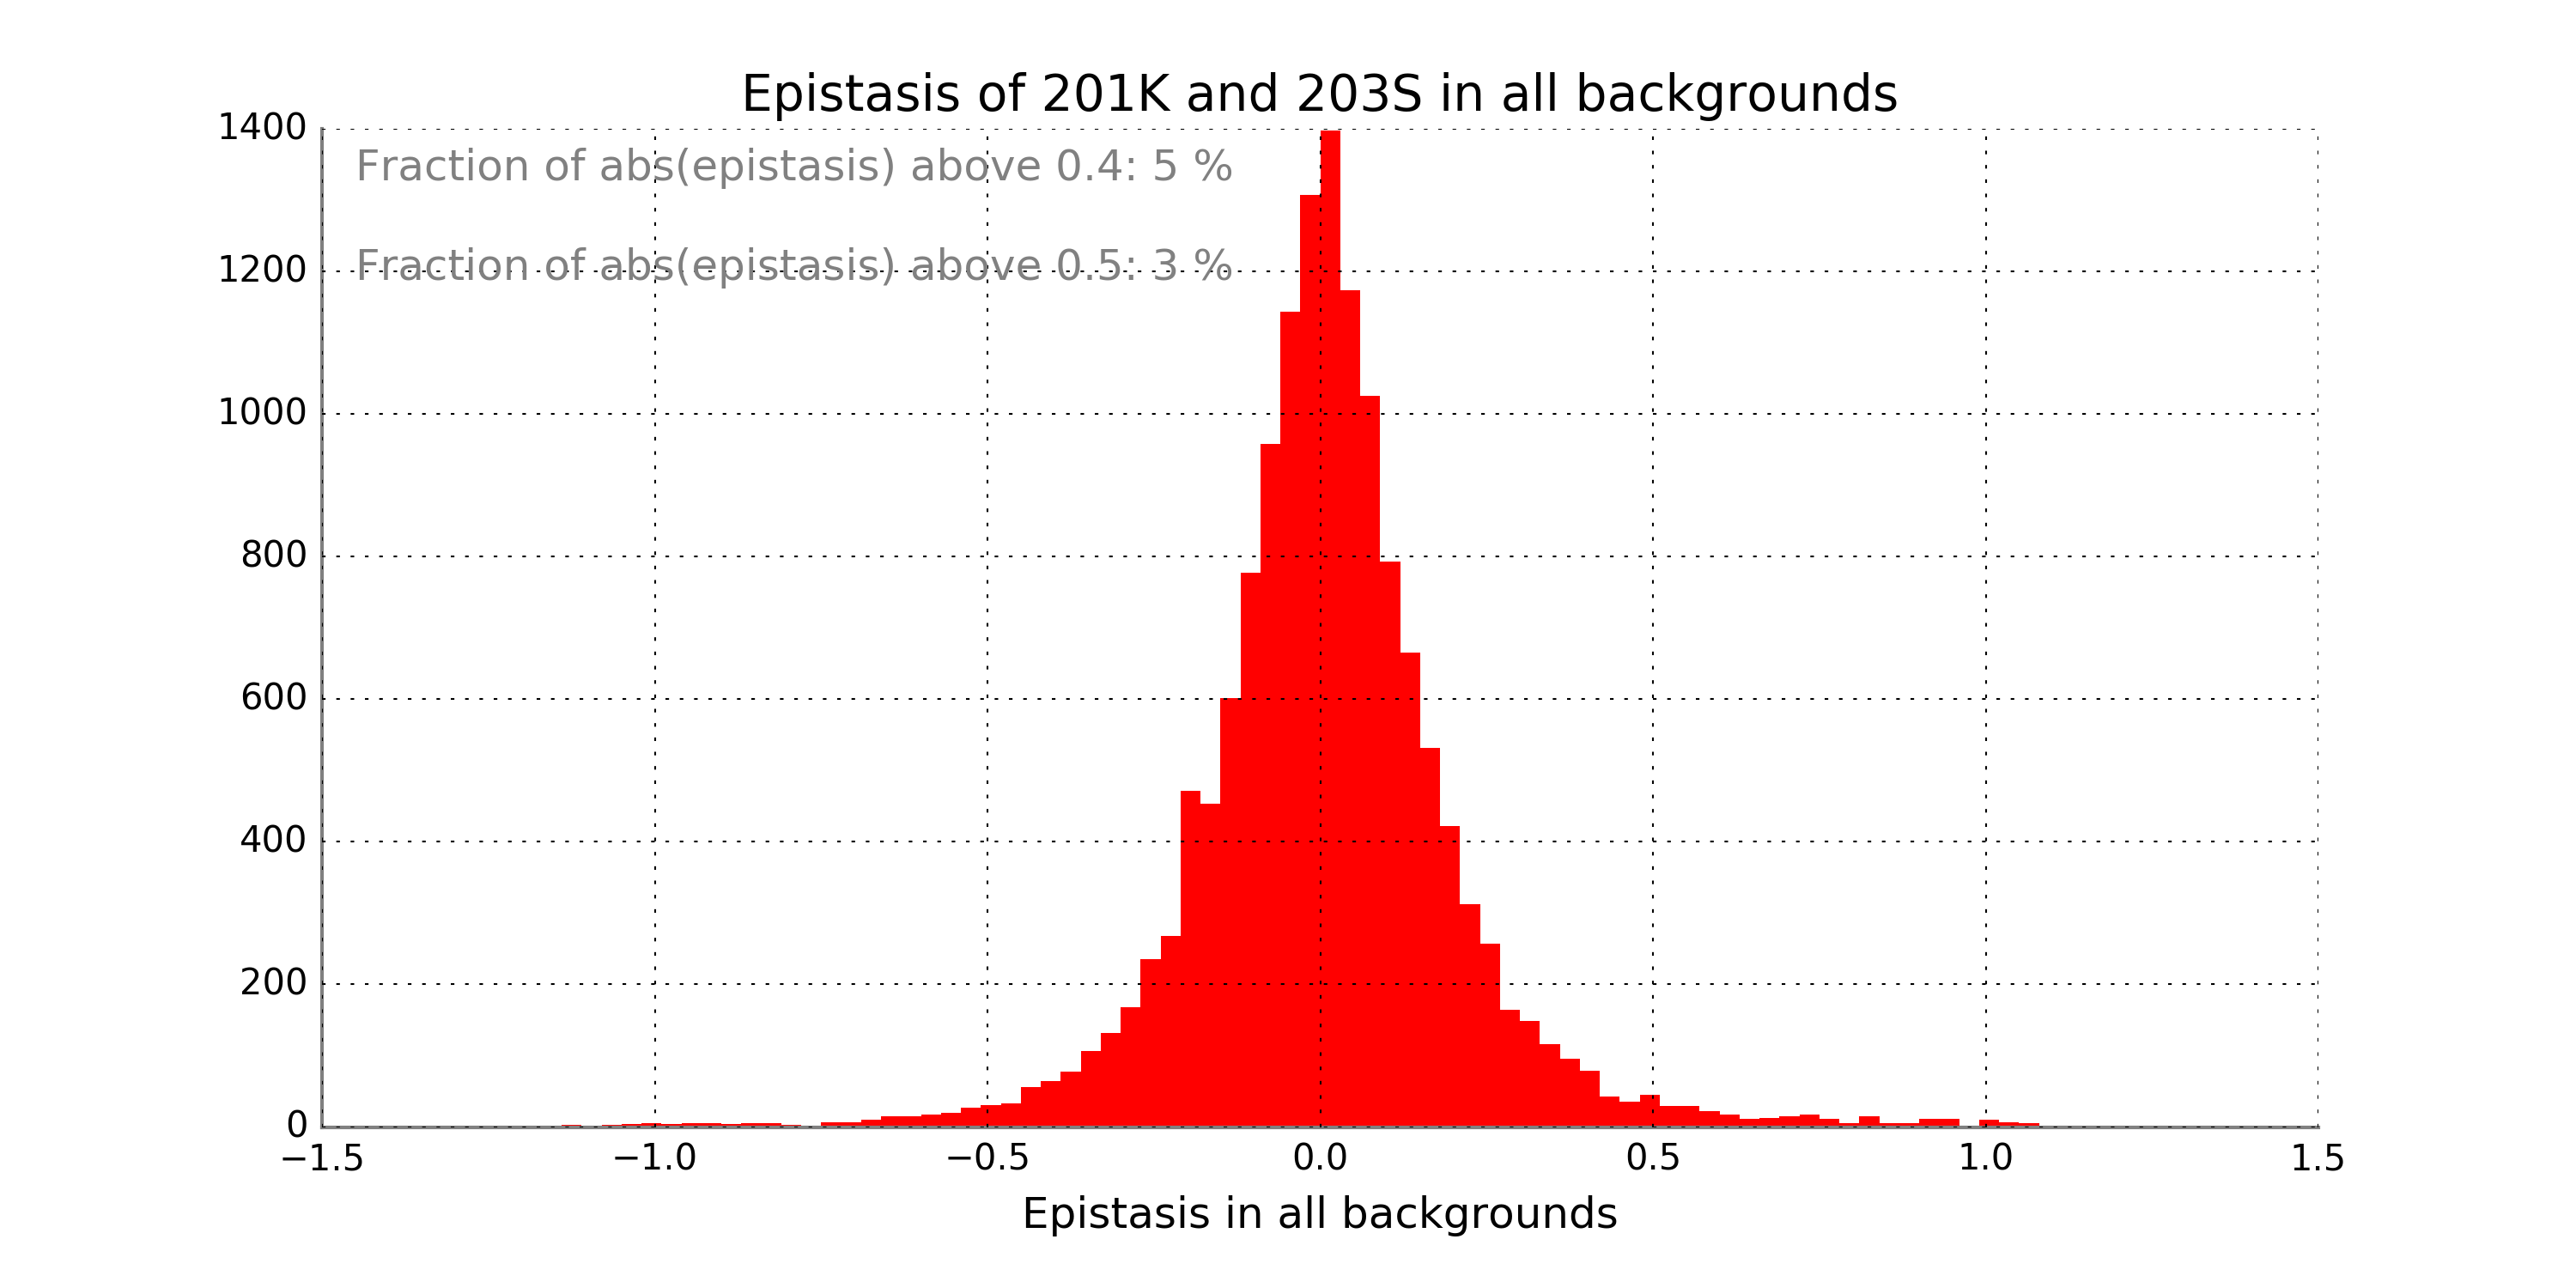 Epistasis of 201K and 203S in all backgrounds
1400
Fraction of abs(epistasis) above 0.4: 5 %
Fraction of abs(epistasis) above 0.5: 3 %
1200
1000
800
600
400
200
0
−1.5 −1.0 −0.5 0.0 0.5 1.0 1.5
Epistasis in all backgrounds